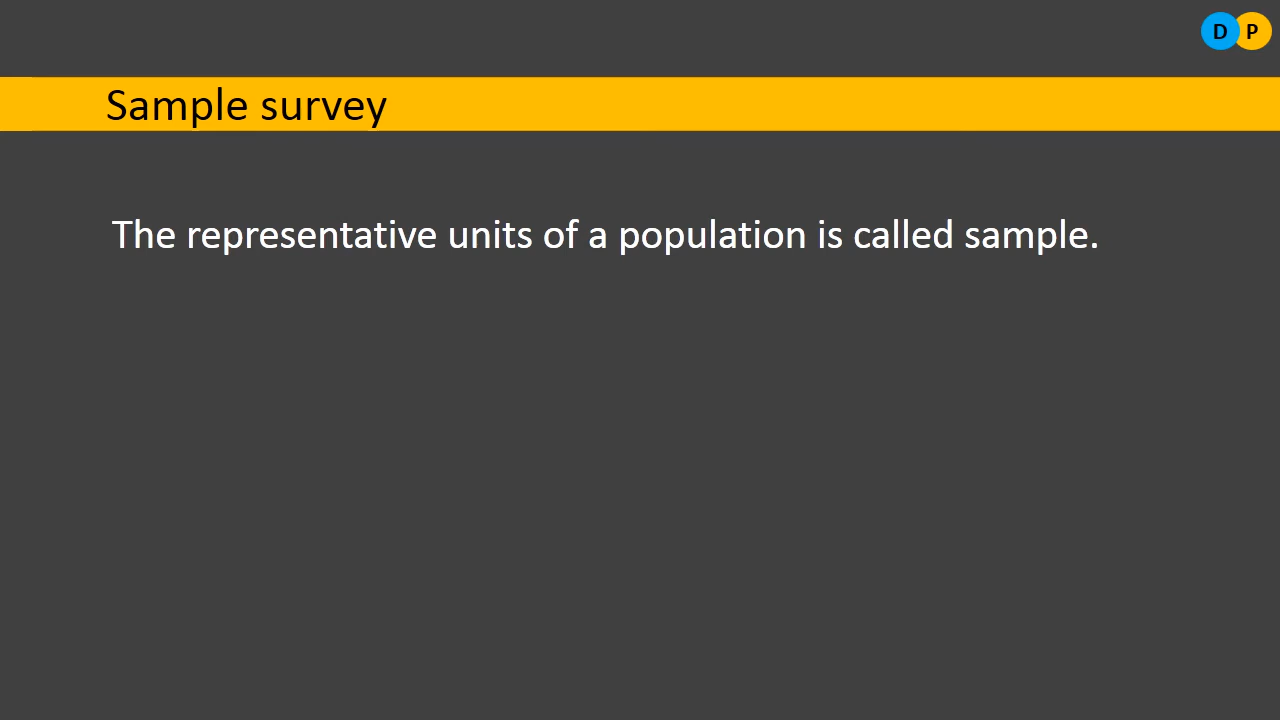 D P
Sample survey
The representative units of a population is called sample.